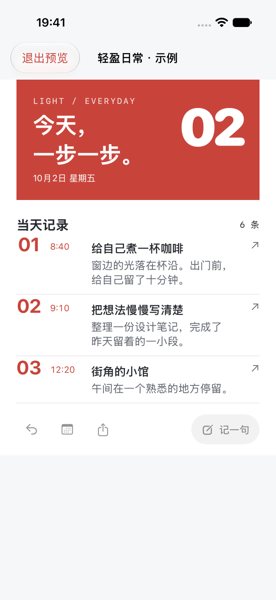 19:41
退出预览
轻盈日常 · 示例
LIGHT / EVERYDAY
今天，
一步一步。
02
10月2日 星期五
当天记录
6 条
01 8:40 给自己煮一杯咖啡
窗边的光落在杯沿。出门前，
给自己留了十分钟。
02 9:10 把想法慢慢写清楚
整理一份设计笔记，完成了
昨天留着的一小段。
03 12:20 街角的小馆
午间在一个熟悉的地方停留。
记一句